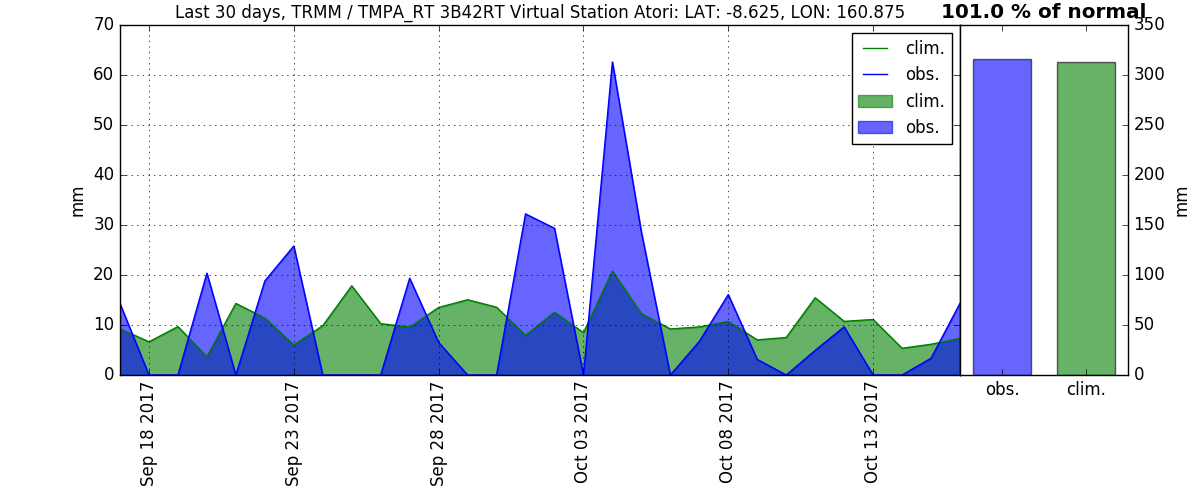 Last 30 days, TRMM / TMPA_RT 3B42RT Virtual Station Atori: LAT: -8.625, LON: 160.875
101.0 % of normal
70
60
50
40
30
20
10
0
mm
clim.
obs.
clim.
obs.
350
300
250
200
150
100
50
0
mm
Sep 18 2017
Sep 23 2017
Sep 28 2017
Oct 03 2017
Oct 08 2017
Oct 13 2017
obs.
clim.